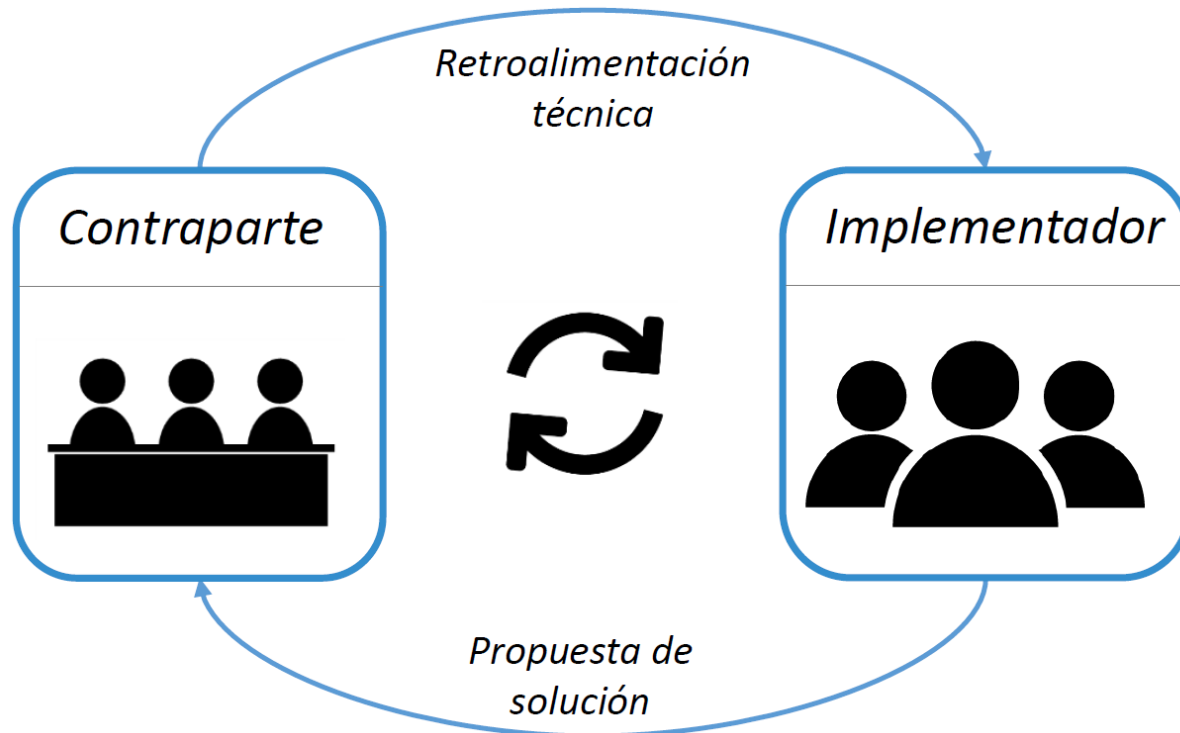 Retroalimentación
técnica
Contraparte
Implementador
Propuesta de
solución